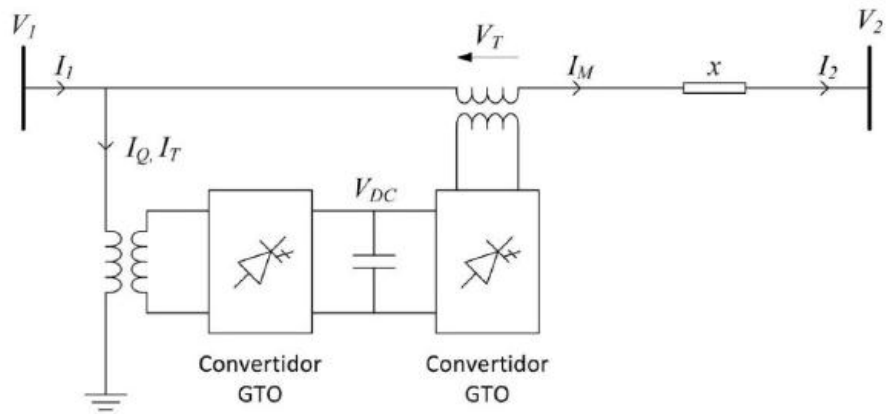 V1
V2
VT
I1
IM
x
I2
IQ, IT
VDC
Convertidor
GTO
Convertidor
GTO